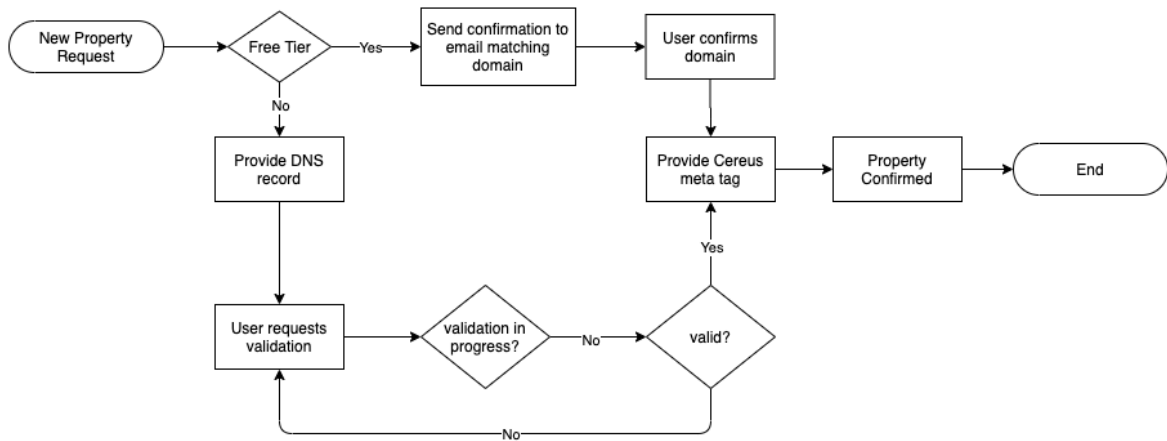 New Property
Request
Free Tier
Yes
Send confirmation to
email matching
domain
User confirms
domain
No
Provide DNS
record
Provide Cereus
meta tag
Property
Confirmed
End
Yes
User requests
validation
validation in
progress?
No
valid?
No